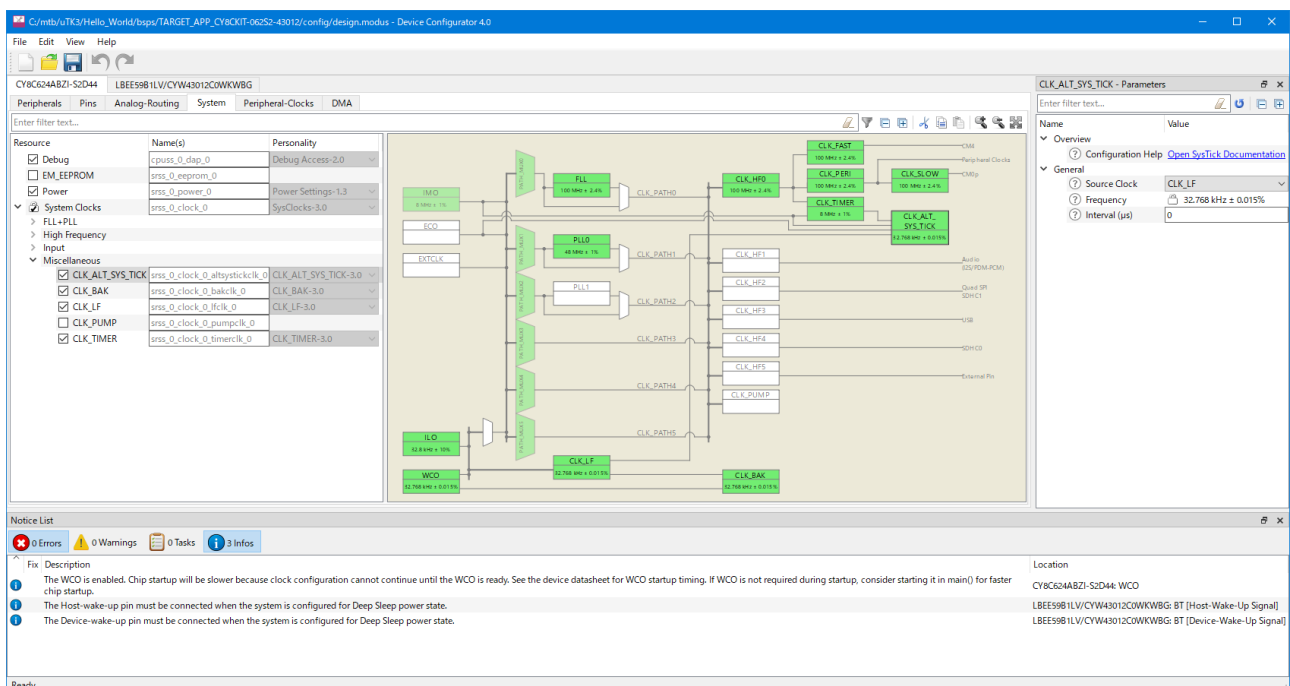 C:/mtb/uTK3/Hello_World/bsps/TARGET_APP_CY8CKIT-062S2-43012/config/design.modus - Device Configurator 4.0
File Edit View Help
CY8C624ABZI-S2D44 LBEE59B1LV/CYW43012C0WKWBG
Peripherals Pins Analog-Routing System Peripheral-Clocks DMA
Enter filter text...
Resource Name(s) Personality
Debug cpuss_0_dap_0 Debug Access-2.0
EM_EEPROM srss_0_eeprom_0
Power srss_0_power_0 Power Settings-1.3
System Clocks srss_0_clock_0 SysClocks-3.0
FLL+PLL
High Frequency
Input
Miscellaneous
CLK_ALT_SYS_TICK srss_0_clock_0_altsystickclk_0 CLK_ALT_SYS_TICK-3.0
CLK_BAK srss_0_clock_0_bakclk_0 CLK_BAK-3.0
CLK_LF srss_0_clock_0_lfclk_0 CLK_LF-3.0
CLK_PUMP srss_0_clock_0_pumpclk_0
CLK_TIMER srss_0_clock_0_timerclk_0 CLK_TIMER-3.0
IMO
8 MHz ± 1%
ECO
EXTCLK
ILO
32.8 kHz ± 10%
WCO
32.768 kHz ± 0.015%
PATH_MUX0
PATH_MUX1
PATH_MUX2
PATH_MUX3
PATH_MUX4
PATH_MUX5
FLL
100 MHz ± 2.4%
PLL0
48 MHz ± 1%
PLL1
CLK_LF
32.768 kHz ± 0.015%
CLK_PATH0
CLK_PATH1
CLK_PATH2
CLK_PATH3
CLK_PATH4
CLK_PATH5
CLK_HF0
100 MHz ± 2.4%
CLK_HF1
CLK_HF2
CLK_HF3
CLK_HF4
CLK_HF5
CLK_PUMP
CLK_BAK
32.768 kHz ± 0.015%
CLK_FAST
100 MHz ± 2.4%
CLK_PERI
100 MHz ± 2.4%
CLK_TIMER
8 MHz ± 1%
CLK_SLOW
100 MHz ± 2.4%
CLK_ALT_
SYS_TICK
32.768 kHz ± 0.015%
CM4
Peripheral Clocks
CM0p
Audio
(I2S/PDM-PCM)
Quad SPI
SDHC1
USB
SDHC0
External Pin
CLK_ALT_SYS_TICK - Parameters
Enter filter text...
Name Value
Overview
Configuration Help Open SysTick Documentation
General
Source Clock CLK_LF
Frequency 32.768 kHz ± 0.015%
Interval (µs) 0
Notice List
0 Errors 0 Warnings 0 Tasks 3 Infos
Fix Description Location
The WCO is enabled. Chip startup will be slower because clock configuration cannot continue until the WCO is ready. See the device datasheet for WCO startup timing. If WCO is not required during startup, consider starting it in main() for faster
chip startup.
CY8C624ABZI-S2D44: WCO
The Host-wake-up pin must be connected when the system is configured for Deep Sleep power state. LBEE59B1LV/CYW43012C0WKWBG: BT [Host-Wake-Up Signal]
The Device-wake-up pin must be connected when the system is configured for Deep Sleep power state. LBEE59B1LV/CYW43012C0WKWBG: BT [Device-Wake-Up Signal]
Ready